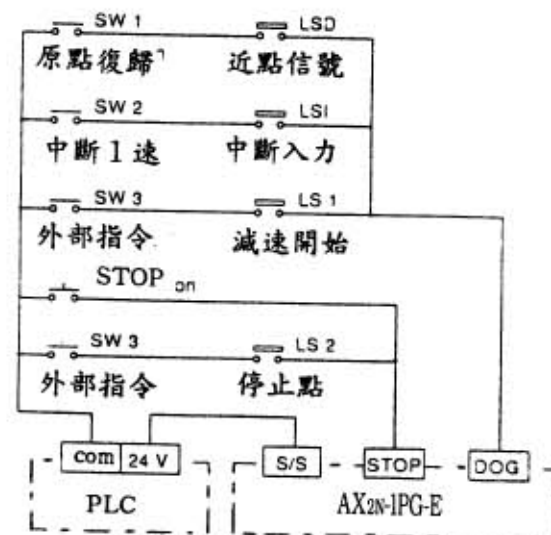 SW 1 LSD
原點復歸 近點信號
SW 2 LSI
中斷 1 速 中斷入力
SW 3 LS 1
外部指令 減速開始
STOP on
SW 3 LS 2
外部指令 停止點
com 24 V S/S STOP DOG
PLC AX2N-1PG-E